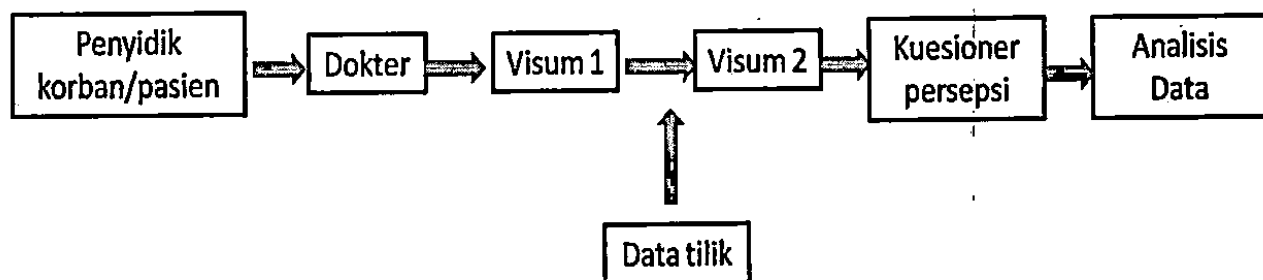 Penyidik
korban/pasien
Dokter
Visum 1
Visum 2
Kuesioner
persepsi
Analisis
Data
Data tilik